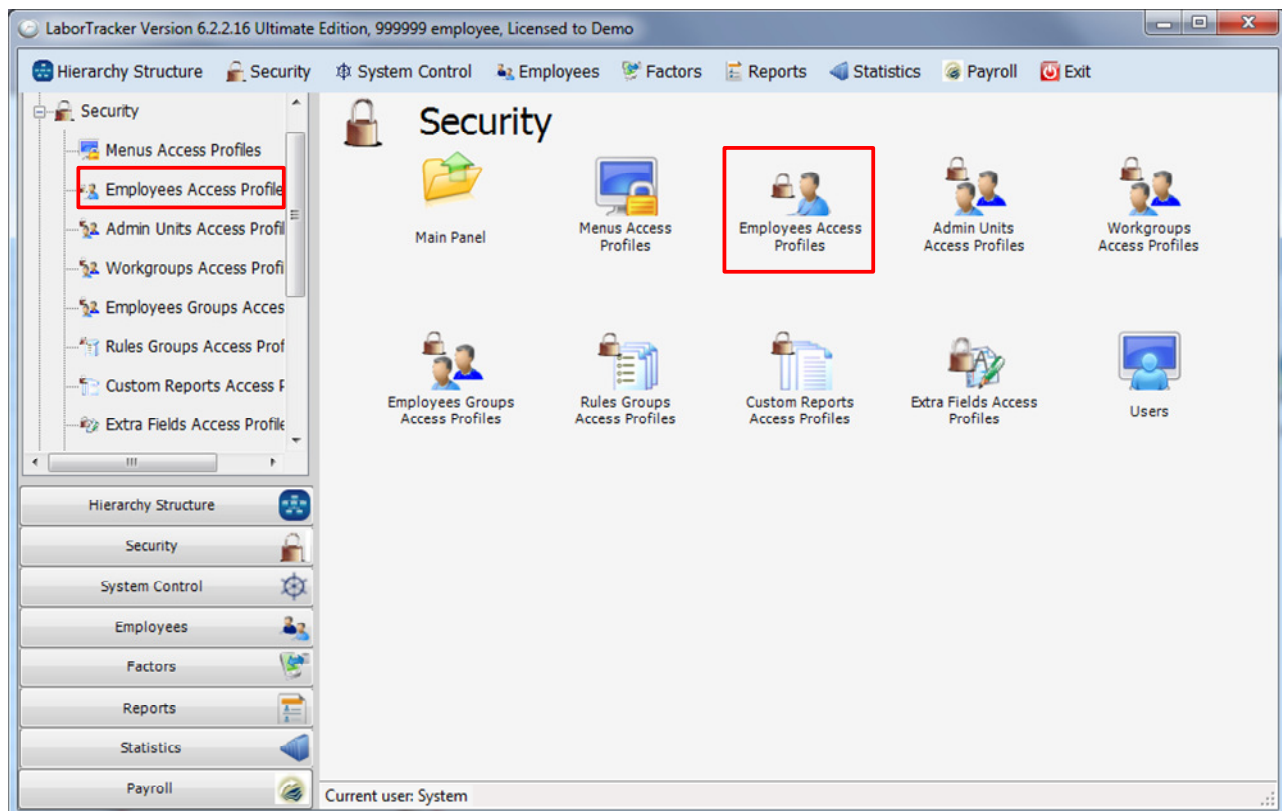 LaborTracker Version 6.2.2.16 Ultimate Edition, 999999 employee, Licensed to Demo
Hierarchy Structure Security System Control Employees Factors Reports Statistics Payroll Exit
Security
Menus Access Profiles
Employees Access Profile
Admin Units Access Profil
Workgroups Access Profi
Employees Groups Acces
Rules Groups Access Prof
Custom Reports Access P
Extra Fields Access Profile
Hierarchy Structure
Security
System Control
Employees
Factors
Reports
Statistics
Payroll
Security
Main Panel
Menus Access
Profiles
Employees Access
Profiles
Admin Units
Access Profiles
Workgroups
Access Profiles
Employees Groups
Access Profiles
Rules Groups
Access Profiles
Custom Reports
Access Profiles
Extra Fields Access
Profiles
Users
Current user: System